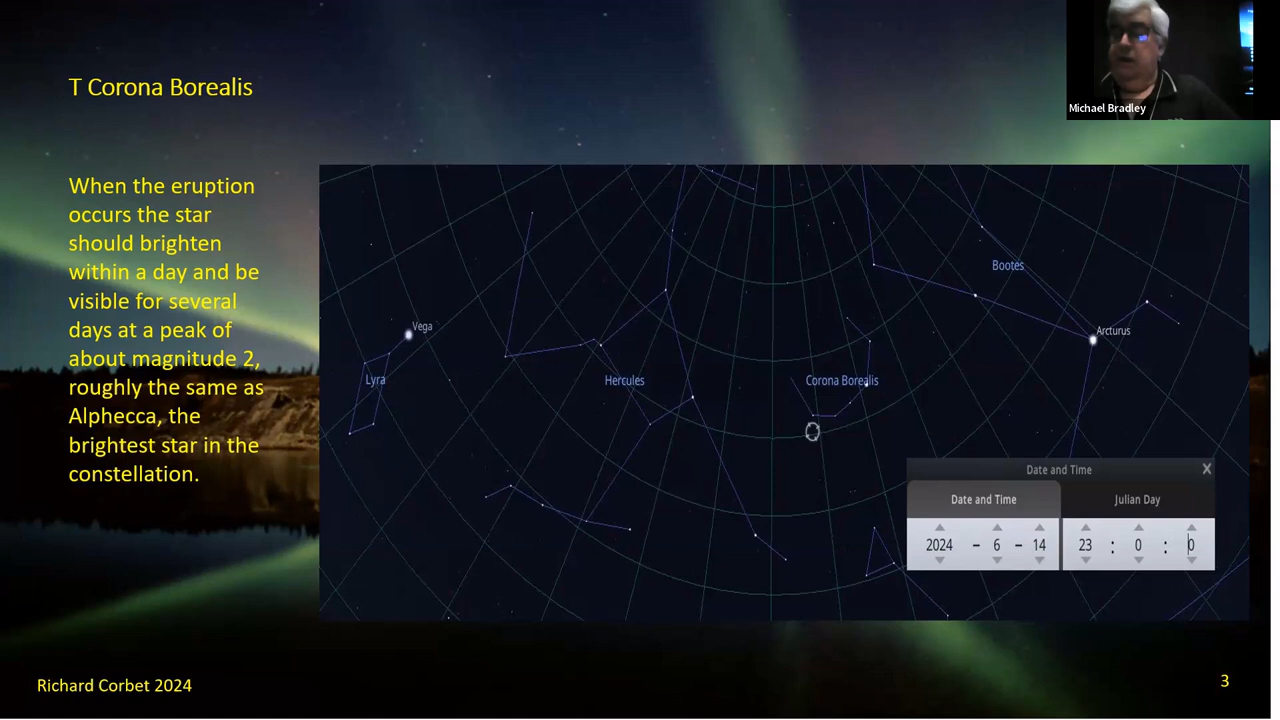 Michael Bradley
T Corona Borealis
When the eruption
occurs the star
should brighten
within a day and be
visible for several
days at a peak of
about magnitude 2,
roughly the same as
Alphecca, the
brightest star in the
constellation.
Bootes
Vega
Arcturus
Lyra
Hercules
Corona Borealis
Date and Time X
Date and Time Julian Day
2024 - 6 - 14 23 : 0 : 0
Richard Corbet 2024
3